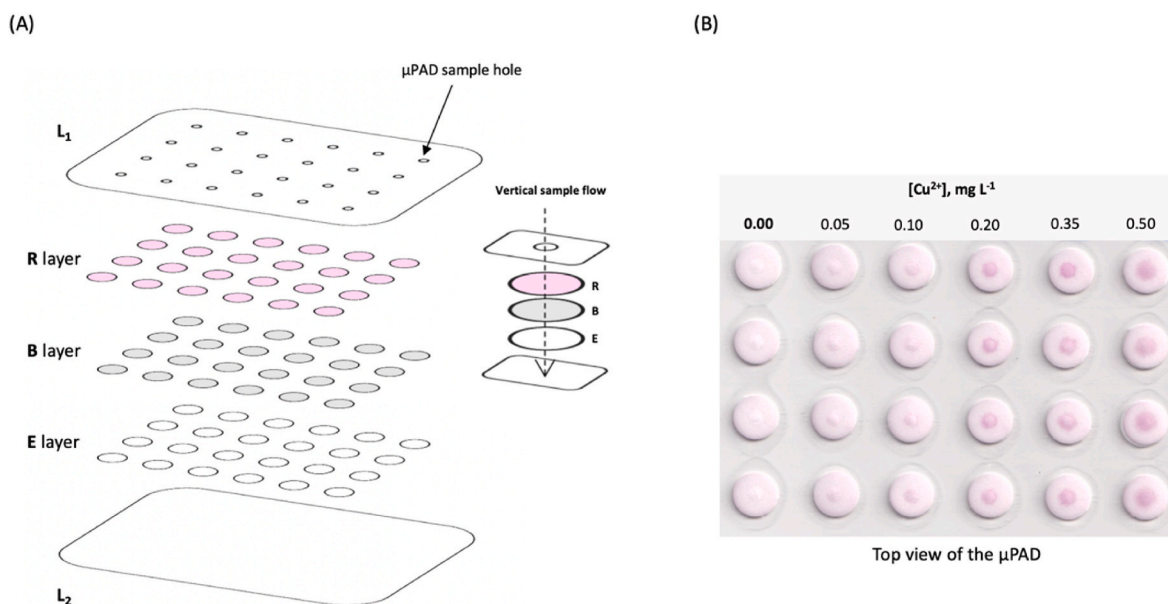 (A)
µPAD sample hole
L1
Vertical sample flow
R layer
R
B
E
B layer
E layer
L2
(B)
[Cu²⁺], mg L⁻¹
0.00 0.05 0.10 0.20 0.35 0.50
Top view of the µPAD